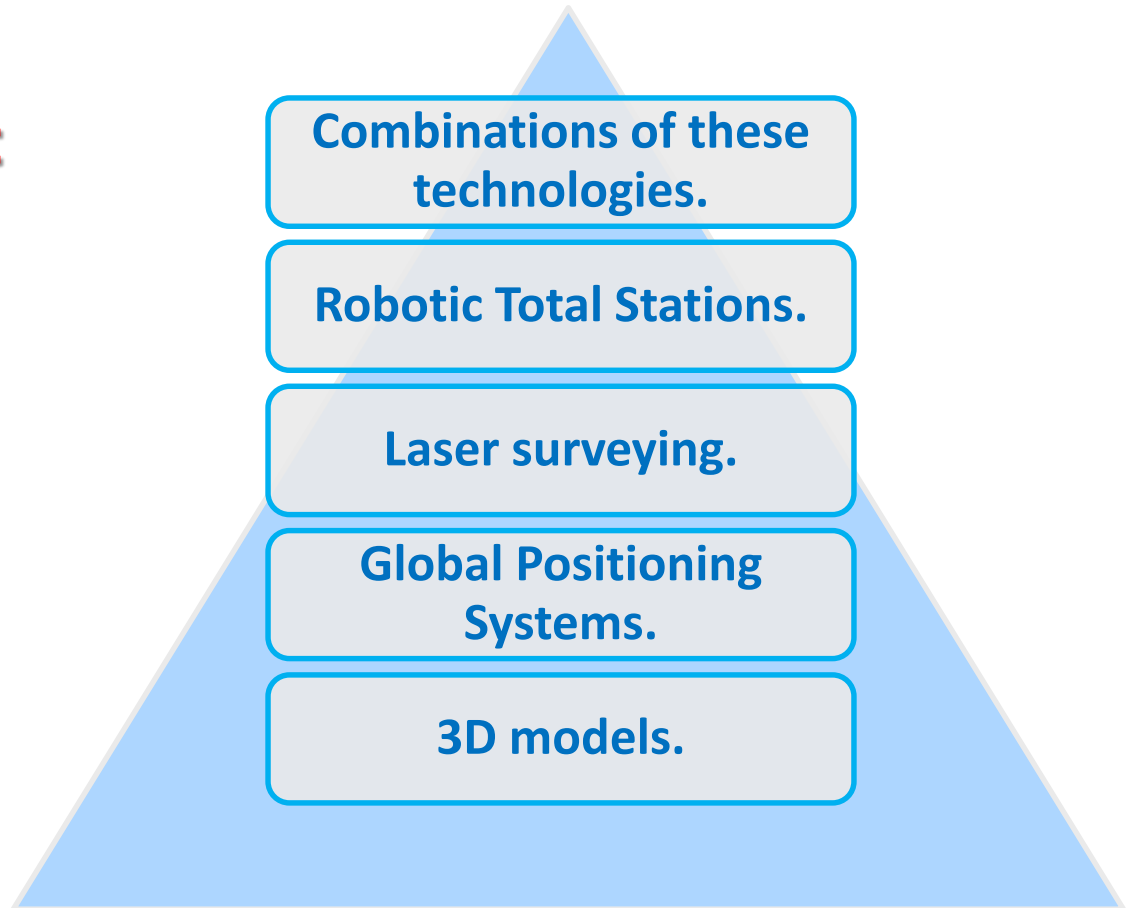 Combinations of these
technologies.
Robotic Total Stations.
Laser surveying.
Global Positioning
Systems.
3D models.